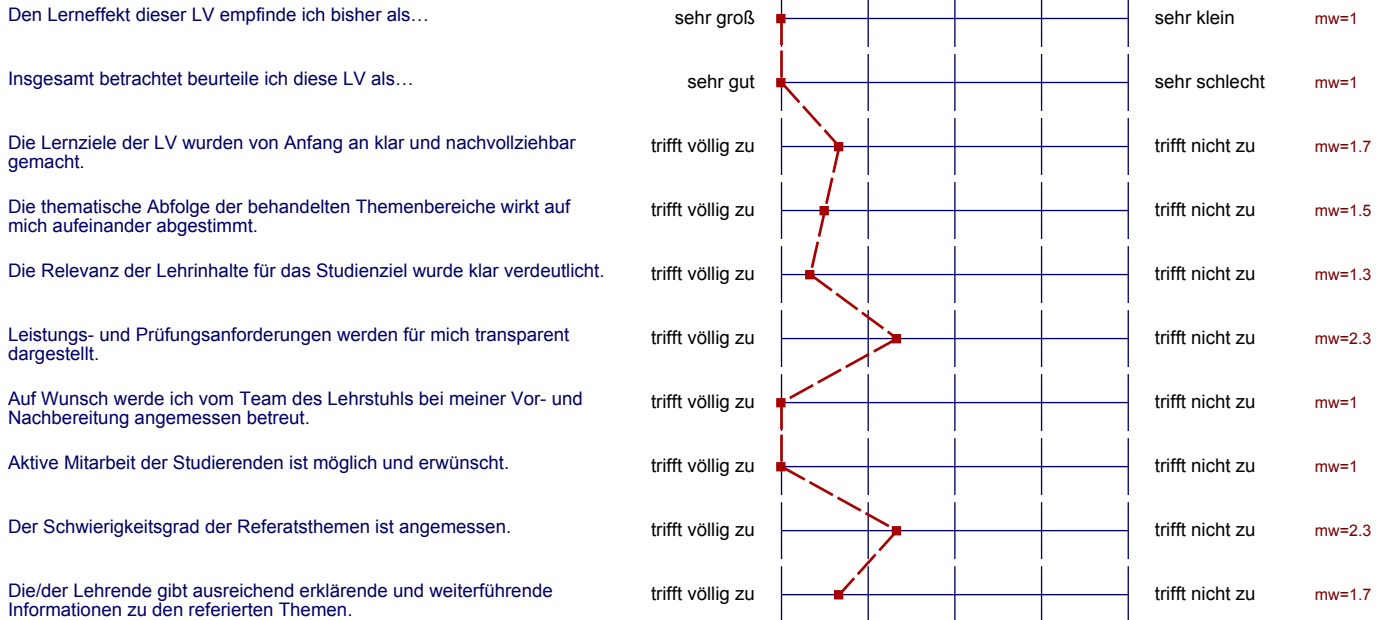 Den Lerneffekt dieser LV empfinde ich bisher als… sehr groß sehr klein mw=1
Insgesamt betrachtet beurteile ich diese LV als… sehr gut sehr schlecht mw=1
Die Lernziele der LV wurden von Anfang an klar und nachvollziehbar
gemacht.
trifft völlig zu trifft nicht zu mw=1.7
Die thematische Abfolge der behandelten Themenbereiche wirkt auf
mich aufeinander abgestimmt.
trifft völlig zu trifft nicht zu mw=1.5
Die Relevanz der Lehrinhalte für das Studienziel wurde klar verdeutlicht. trifft völlig zu trifft nicht zu mw=1.3
Leistungs- und Prüfungsanforderungen werden für mich transparent
dargestellt.
trifft völlig zu trifft nicht zu mw=2.3
Auf Wunsch werde ich vom Team des Lehrstuhls bei meiner Vor- und
Nachbereitung angemessen betreut.
trifft völlig zu trifft nicht zu mw=1
Aktive Mitarbeit der Studierenden ist möglich und erwünscht. trifft völlig zu trifft nicht zu mw=1
Der Schwierigkeitsgrad der Referatsthemen ist angemessen. trifft völlig zu trifft nicht zu mw=2.3
Die/der Lehrende gibt ausreichend erklärende und weiterführende
Informationen zu den referierten Themen.
trifft völlig zu trifft nicht zu mw=1.7